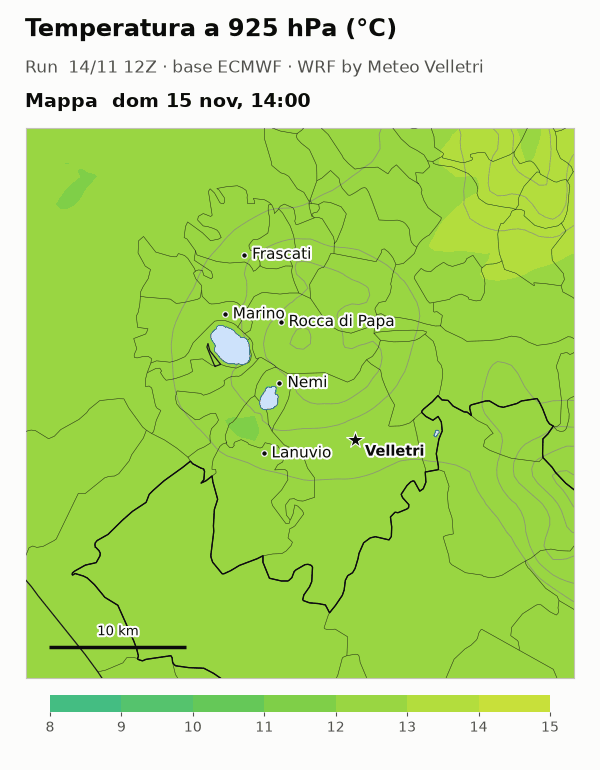 Temperatura a 925 hPa (°C)
Run 14/11 12Z · base ECMWF · WRF by Meteo Velletri
Mappa dom 15 nov, 14:00
Frascati
Marino
Rocca di Papa
Nemi
Velletri
Lanuvio
10 km
8 9 10 11 12 13 14 15